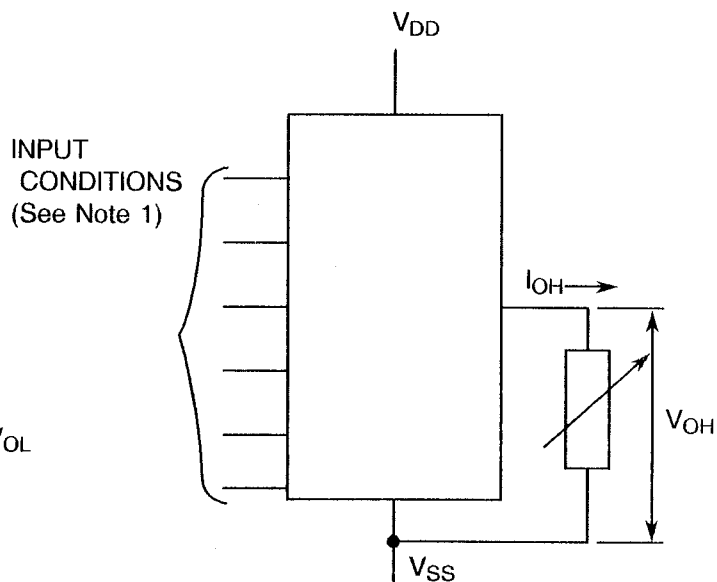 VDD
INPUT
CONDITIONS
(See Note 1)
IOH
VOH
VOL
VSS